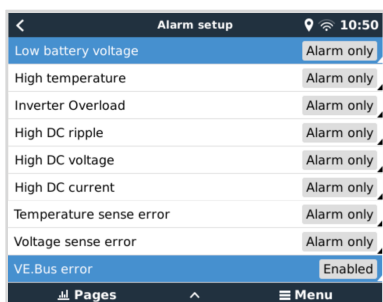 Alarm setup 10:50
Low battery voltage Alarm only
High temperature Alarm only
Inverter Overload Alarm only
High DC ripple Alarm only
High DC voltage Alarm only
High DC current Alarm only
Temperature sense error Alarm only
Voltage sense error Alarm only
VE.Bus error Enabled
Pages Menu